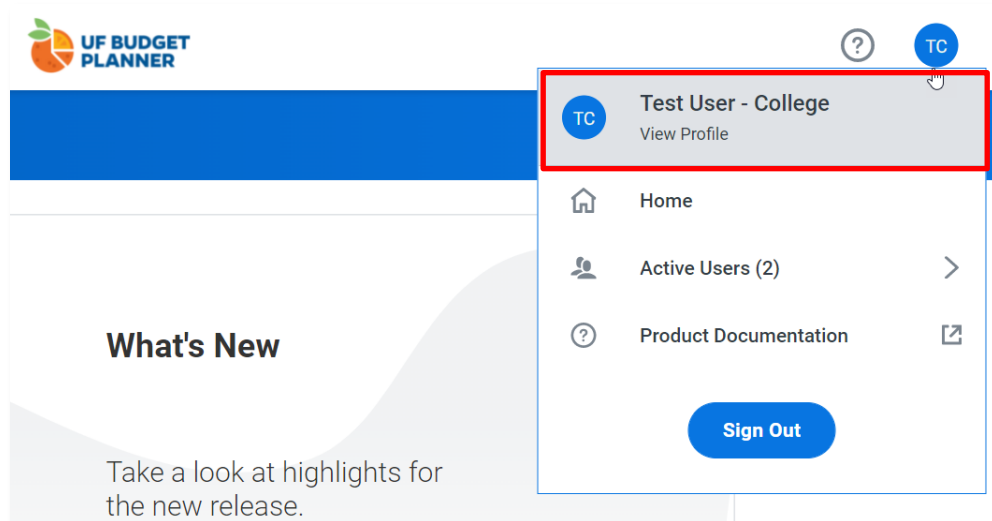 UF BUDGET
PLANNER
?
TC
TC
Test User - College
View Profile
Home
Active Users (2)
?
Product Documentation
Sign Out
What's New
Take a look at highlights for
the new release.